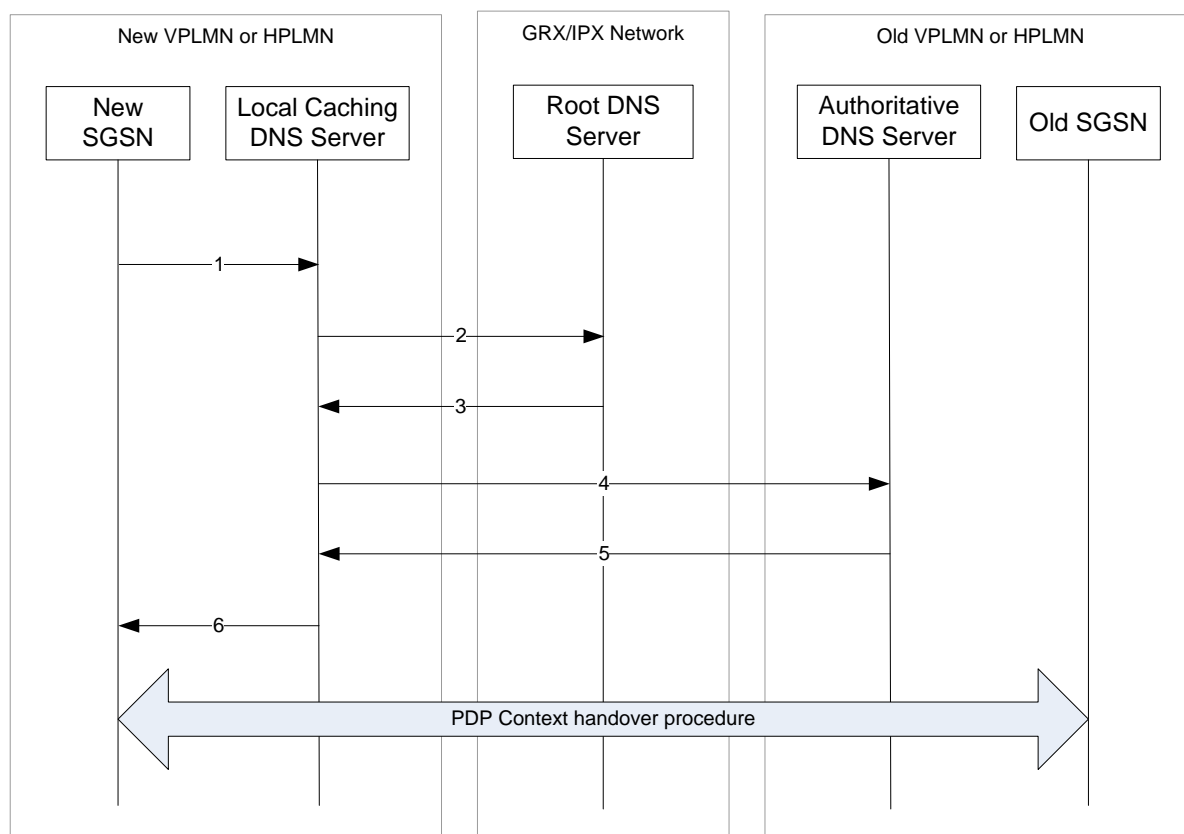 New VPLMN or HPLMN
GRX/IPX Network
Old VPLMN or HPLMN
New
SGSN
Local Caching
DNS Server
Root DNS
Server
Authoritative
DNS Server
Old SGSN
1
2
3
4
5
6
PDP Context handover procedure